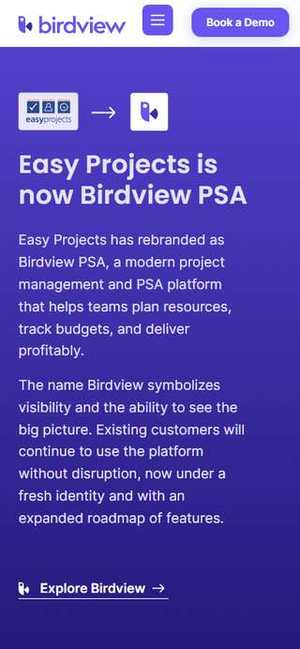 birdview
Book a Demo
easyprojects
Easy Projects is
now Birdview PSA
Easy Projects has rebranded as
Birdview PSA, a modern project
management and PSA platform
that helps teams plan resources,
track budgets, and deliver
profitably.
The name Birdview symbolizes
visibility and the ability to see the
big picture. Existing customers will
continue to use the platform
without disruption, now under a
fresh identity and with an
expanded roadmap of features.
Explore Birdview